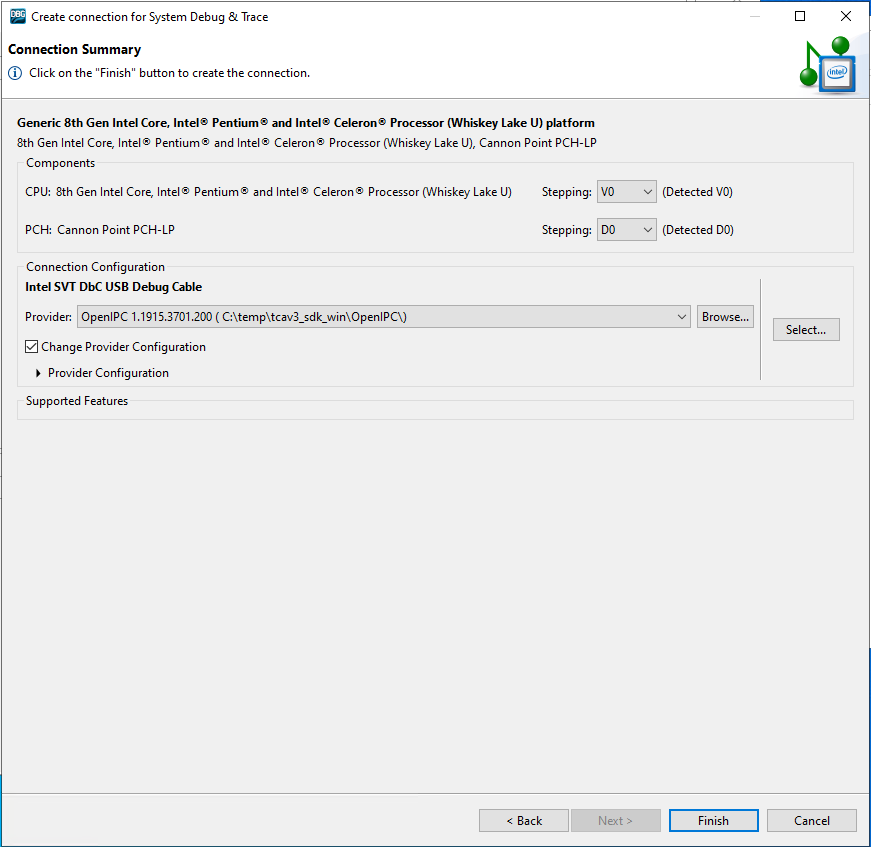 DBG Create connection for System Debug & Trace
Connection Summary
Click on the "Finish" button to create the connection.
intel
Generic 8th Gen Intel Core, Intel® Pentium® and Intel® Celeron® Processor (Whiskey Lake U) platform
8th Gen Intel Core, Intel® Pentium® and Intel® Celeron® Processor (Whiskey Lake U), Cannon Point PCH-LP
Components
CPU: 8th Gen Intel Core, Intel® Pentium® and Intel® Celeron® Processor (Whiskey Lake U) Stepping: V0 (Detected V0)
PCH: Cannon Point PCH-LP Stepping: D0 (Detected D0)
Connection Configuration
Intel SVT DbC USB Debug Cable
Provider: OpenIPC 1.1915.3701.200 ( C:\temp\tcav3_sdk_win\OpenIPC\) Browse...
Select...
Change Provider Configuration
Provider Configuration
Supported Features
< Back Next > Finish Cancel